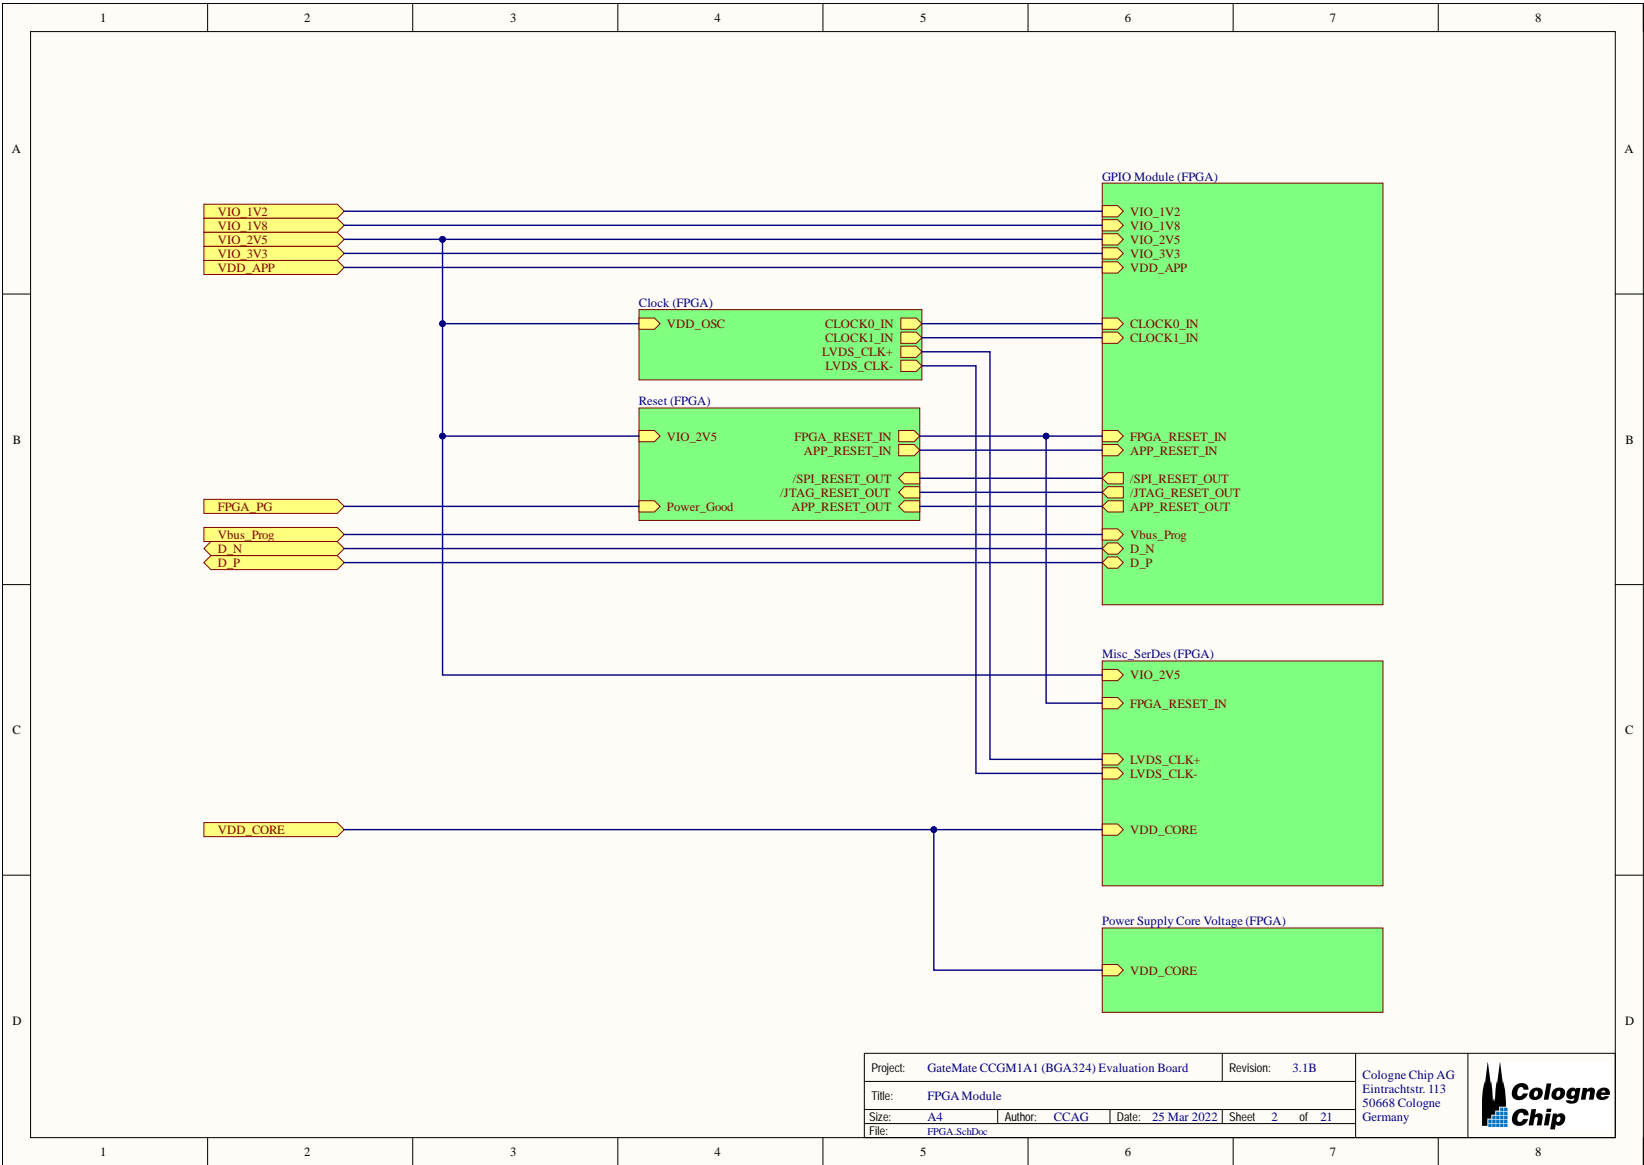 1 2 3 4 5 6 7 8
A A
GPIO Module (FPGA)
VIO_1V2 VIO_1V2
VIO_1V8 VIO_1V8
VIO_2V5 VIO_2V5
VIO_3V3 VIO_3V3
VDD_APP VDD_APP
Clock (FPGA)
VDD_OSC CLOCK0_IN CLOCK0_IN
CLOCK1_IN CLOCK1_IN
LVDS_CLK+
LVDS_CLK-
Reset (FPGA)
B VIO_2V5 FPGA_RESET_IN FPGA_RESET_IN B
APP_RESET_IN APP_RESET_IN
/SPI_RESET_OUT /SPI_RESET_OUT
/JTAG_RESET_OUT /JTAG_RESET_OUT
FPGA_PG Power_Good APP_RESET_OUT APP_RESET_OUT
Vbus_Prog Vbus_Prog
D_N D_N
D_P D_P
Misc_SerDes (FPGA)
VIO_2V5
FPGA_RESET_IN
C C
LVDS_CLK+
LVDS_CLK-
VDD_CORE VDD_CORE
Power Supply Core Voltage (FPGA)
VDD_CORE
D D
Project: GateMate CCGM1A1 (BGA324) Evaluation Board Revision: 3.1B
Title: FPGA Module
Size: A4 Author: CCAG Date: 25 Mar 2022 Sheet 2 of 21
File: FPGA.SchDoc
Cologne Chip AG
Eintrachtstr. 113
50668 Cologne
Germany
Cologne
Chip
1 2 3 4 5 6 7 8